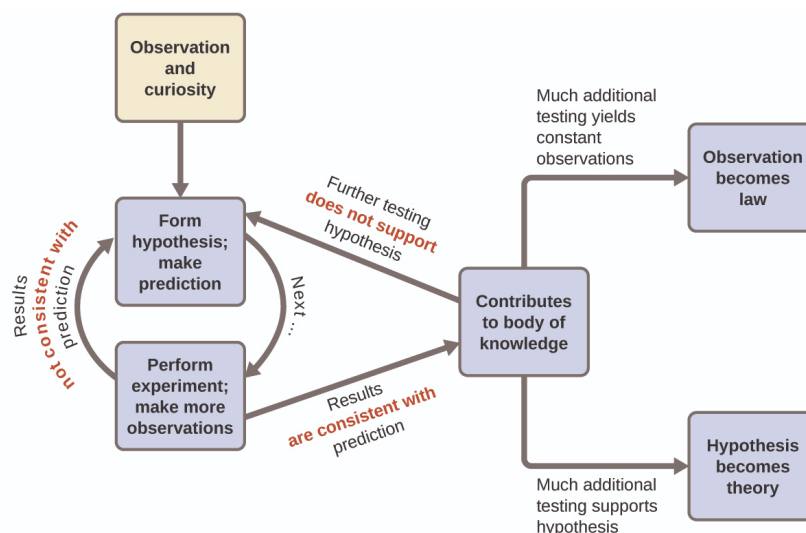 Observation
and
curiosity
Much additional
testing yields
constant
observations
Observation
becomes
law
Further testing
does not support
hypothesis
Form
hypothesis;
make
prediction
Results
not consistent with
prediction
Next ...
Contributes
to body of
knowledge
Perform
experiment;
make more
observations
Results
are consistent with
prediction
Hypothesis
becomes
theory
Much additional
testing supports
hypothesis